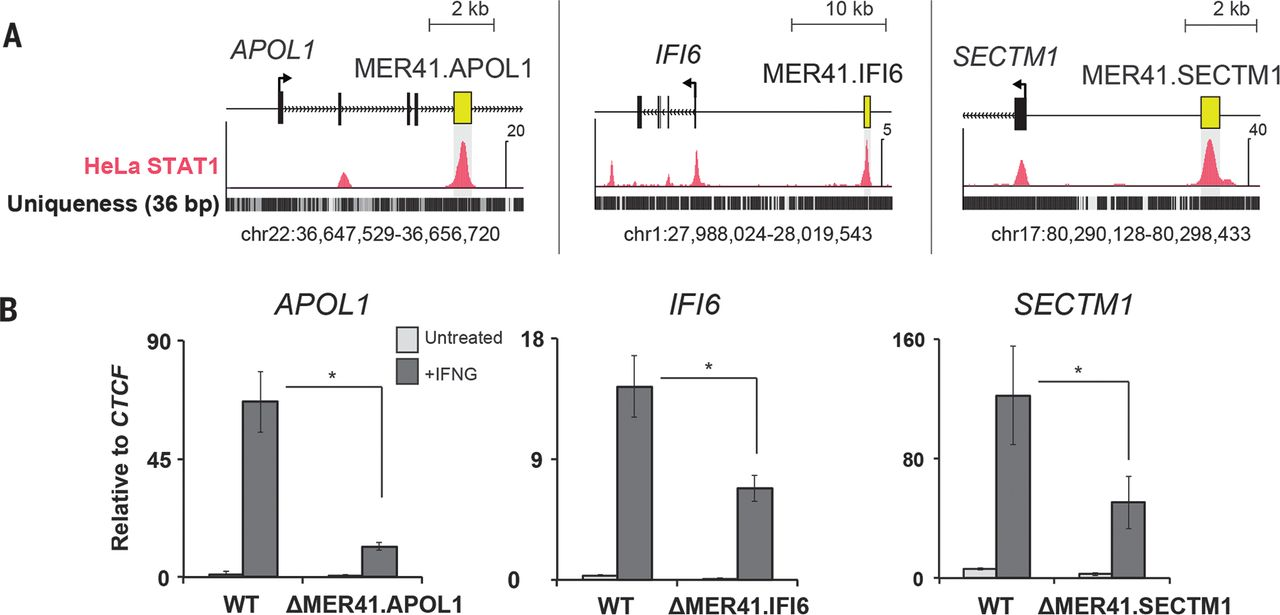 A
2 kb
10 kb
2 kb
APOL1
MER41.APOL1
IFI6
MER41.IFI6
SECTM1
MER41.SECTM1
20
5
40
HeLa STAT1
Uniqueness (36 bp)
chr22:36,647,529-36,656,720
chr1:27,988,024-28,019,543
chr17:80,290,128-80,298,433
B
APOL1
IFI6
SECTM1
Untreated
+IFNG
Relative to CTCF
90
45
0
*
WT
ΔMER41.APOL1
18
9
0
*
WT
ΔMER41.IFI6
160
80
0
*
WT
ΔMER41.SECTM1